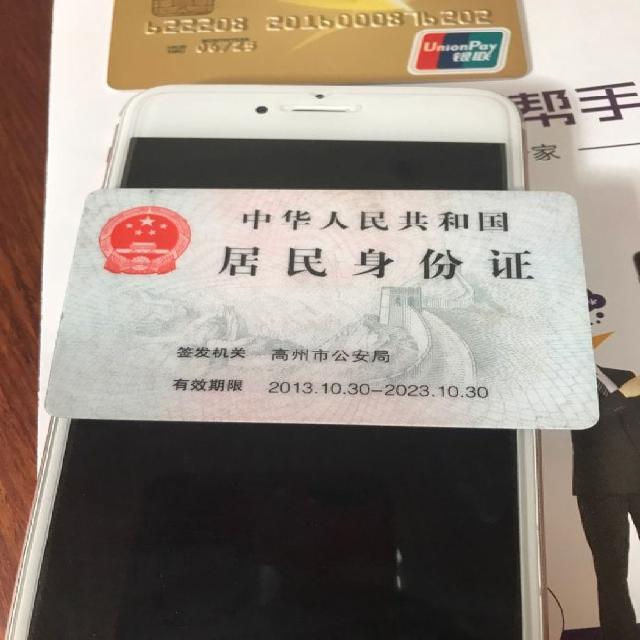 UnionPay
银联
帮手
家
中华人民共和国
居民身份证
签发机关 高州市公安局
有效期限 2013.10.30-2023.10.30